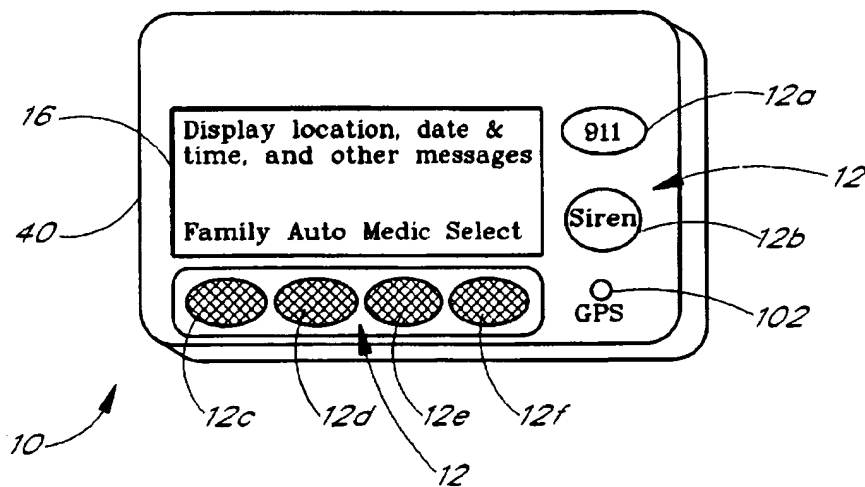 12a
16
Display location, date &
time, and other messages
911
12
Siren
12b
40
Family Auto Medic Select
GPS
102
12c
12d
12e
12f
10
12